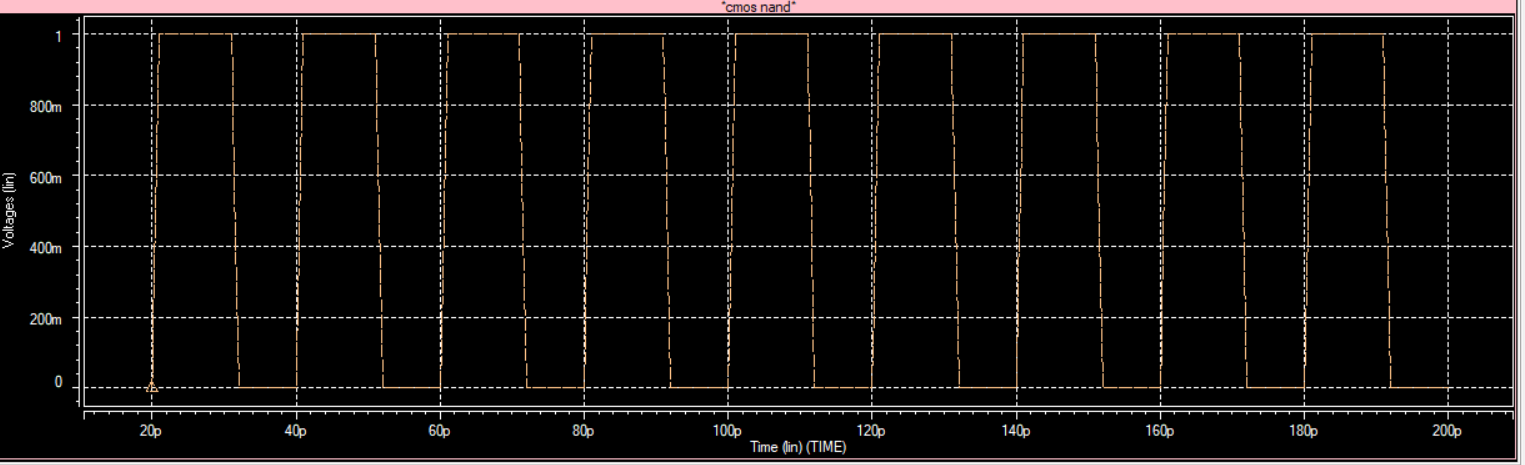 *cmos nand*
1
800m
600m
400m
200m
0
Voltages (lin)
20p 40p 60p 80p 100p 120p 140p 160p 180p 200p
Time (lin) (TIME)